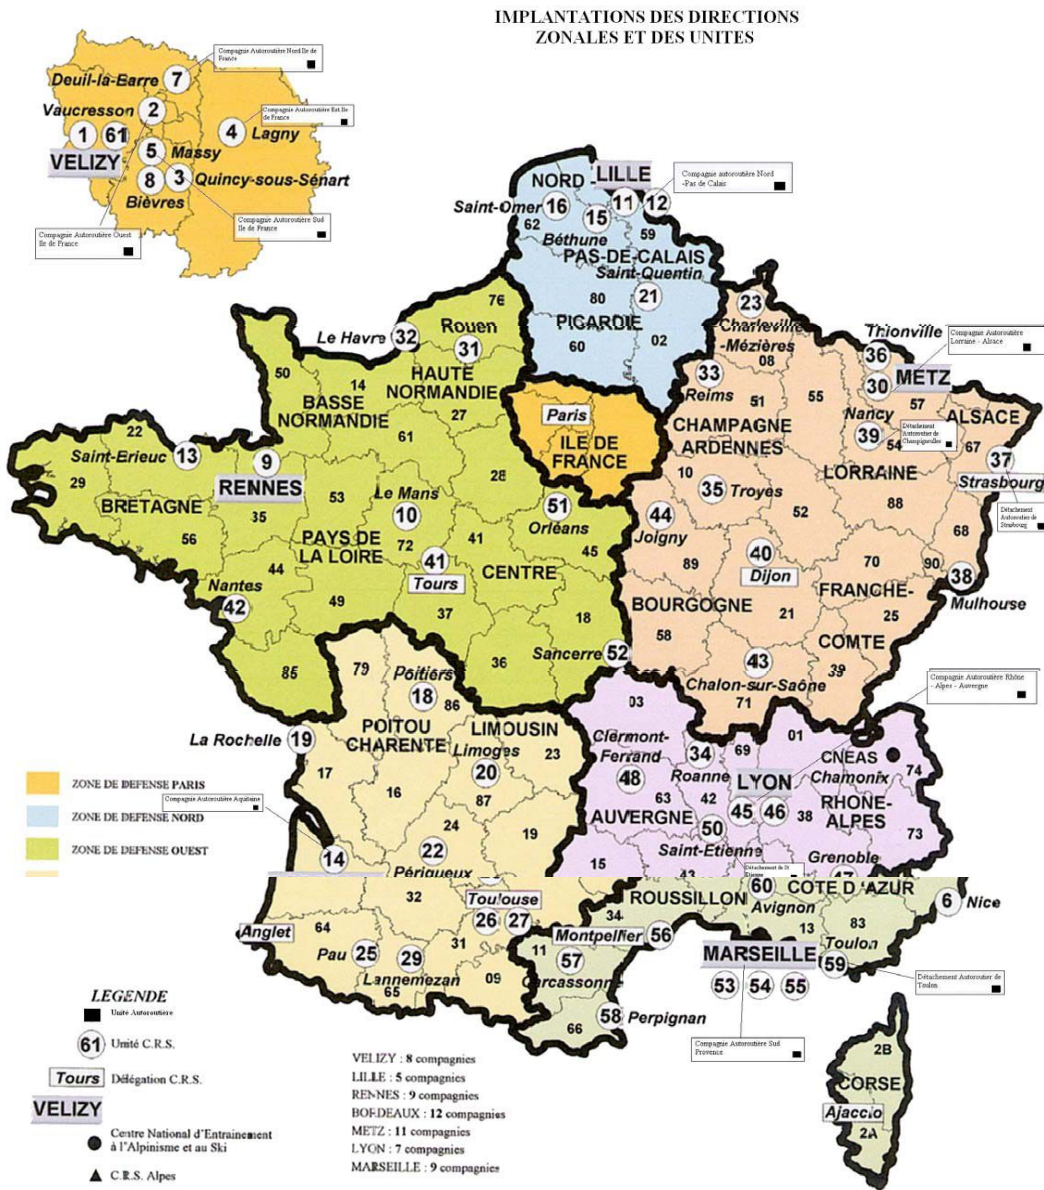 IMPLANTATIONS DES DIRECTIONS
ZONALES ET DES UNITES
Compagnie Autoroutière Nord Ile de
France
Deuil-la-Barre
7
Vaucresson
2
Compagnie Autoroutière Est Ile
de France
1
61
4
Lagny
VELIZY
5
Massy
8
3
Quincy-sous-Sénart
Bièvres
Compagnie Autoroutière Sud
Ile de France
Compagnie Autoroutière Ouest
Ile de France
NORD -
LILLE
Compagnie autoroutière Nord
-Pas de Calais
Saint-Omer
16
15
11
12
62
Béthune
59
PAS-DE-CALAIS
Saint-Quentin
80
21
PICARDIE
60
02
76
Le Havre
32
Rouen
31
HAUTE
NORMANDIE
50
14
BASSE
NORMANDIE
27
61
23
Charleville
-Mézières
08
Thionville
Compagnie Autoroutière
Lorraine - Alsace
36
33
Reims
30
METZ
55
57
51
Nancy
ALSACE
Paris
CHAMPAGNE
ARDENNES
39
54
Détachement
Autoroutier de
Champigneulles
67
ILE DE
FRANCE
LORRAINE
37
Strasbourg
Détachement
Autoroutier de
Strasbourg
22
Saint-Brieuc
13
9
29
RENNES
BRETAGNE
53
Le Mans
28
10
35
PAYS DE
LA LOIRE
72
51
Orléans
56
41
41
45
Tours
CENTRE
44
Nantes
42
49
37
18
85
36
Sancerre
52
10
35
Troyes
44
Joigny
52
88
68
40
70
90
38
89
Dijon
Mulhouse
BOURGOGNE
21
FRANCHE-
25
58
COMTE
43
39
Chalon-sur-Saône
71
Compagnie Autoroutière Rhône
- Alpes - Auvergne
79
Poitiers
18
86
POITOU
CHARENTE
LIMOUSIN
La Rochelle
19
Limoges
23
20
17
16
87
24
19
Compagnie Autoroutière Aquitaine
14
22
Périgueux
03
01
Clermont-
Ferrand
34
69
CNEAS
Roanne
Chamonix
74
48
LYON
63
42
RHONE-
ALPES
45
46
38
AUVERGNE
50
73
Saint-Etienne
Grenoble
15
43
Détachement de St
Etienne
47
ZONE DE DEFENSE PARIS
ZONE DE DEFENSE NORD
ZONE DE DEFENSE OUEST
32
Toulouse
26
27
64
Anglet
31
Pau
25
29
Lannemezan
65
09
34
ROUSSILLON
60
COTE D'AZUR
Avignon
6
Nice
Montpellier
56
13
83
11
57
MARSEILLE
Toulon
59
Carcassonne
53
54
55
Détachement Autoroutier de
Toulon
58
Perpignan
66
Compagnie Autoroutière Sud
Provence
2B
CORSE
Ajaccio
2A
LEGENDE
Unité Autoroutière
61
Unité C.R.S.
Tours
Délégation C.R.S.
VELIZY
Centre National d'Entrainement
à l'Alpinisme et au Ski
C.R.S. Alpes
VELIZY : 8 compagnies
LILLE : 5 compagnies
RENNES : 9 compagnies
BORDEAUX : 12 compagnies
METZ : 11 compagnies
LYON : 7 compagnies
MARSEILLE : 9 compagnies